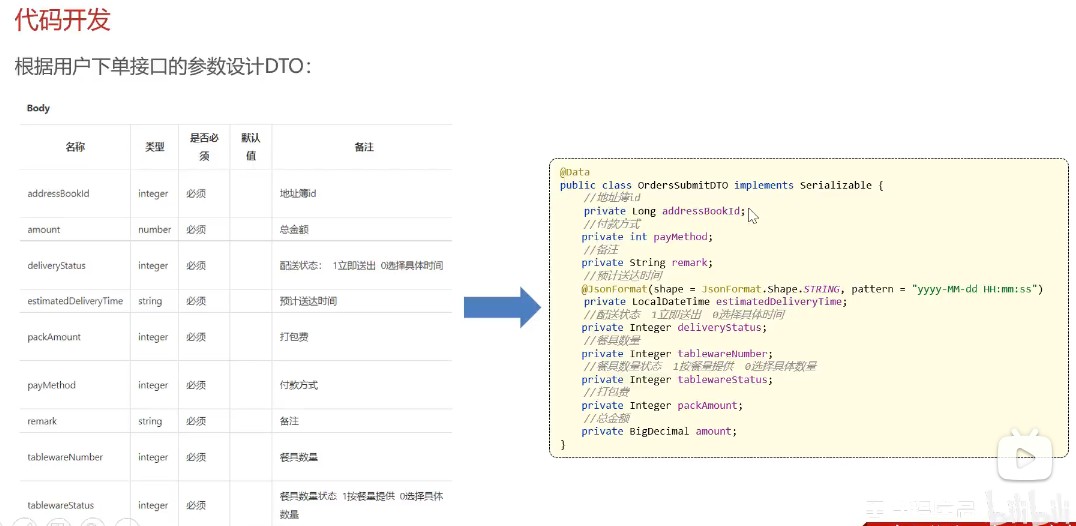 代码开发
根据用户下单接口的参数设计DTO：
Body
名称 类型 是否必须 默认值 备注
addressBookId integer 必须 地址簿id
amount number 必须 总金额
deliveryStatus integer 必须 配送状态： 1立即送出 0选择具体时间
estimatedDeliveryTime string 必须 预计送达时间
packAmount integer 必须 打包费
payMethod integer 必须 付款方式
remark string 必须 备注
tablewareNumber integer 必须 餐具数量
tablewareStatus integer 必须 餐具数量状态 1按餐量提供 0选择具体数量
@Data
public class OrdersSubmitDTO implements Serializable {
//地址簿id
private Long addressBookId;
//付款方式
private int payMethod;
//备注
private String remark;
//预计送达时间
@JsonFormat(shape = JsonFormat.Shape.STRING, pattern = "yyyy-MM-dd HH:mm:ss")
private LocalDateTime estimatedDeliveryTime;
//配送状态 1立即送出 0选择具体时间
private Integer deliveryStatus;
//餐具数量
private Integer tablewareNumber;
//餐具数量状态 1按餐量提供 0选择具体数量
private Integer tablewareStatus;
//打包费
private Integer packAmount;
//总金额
private BigDecimal amount;
}
bilibili